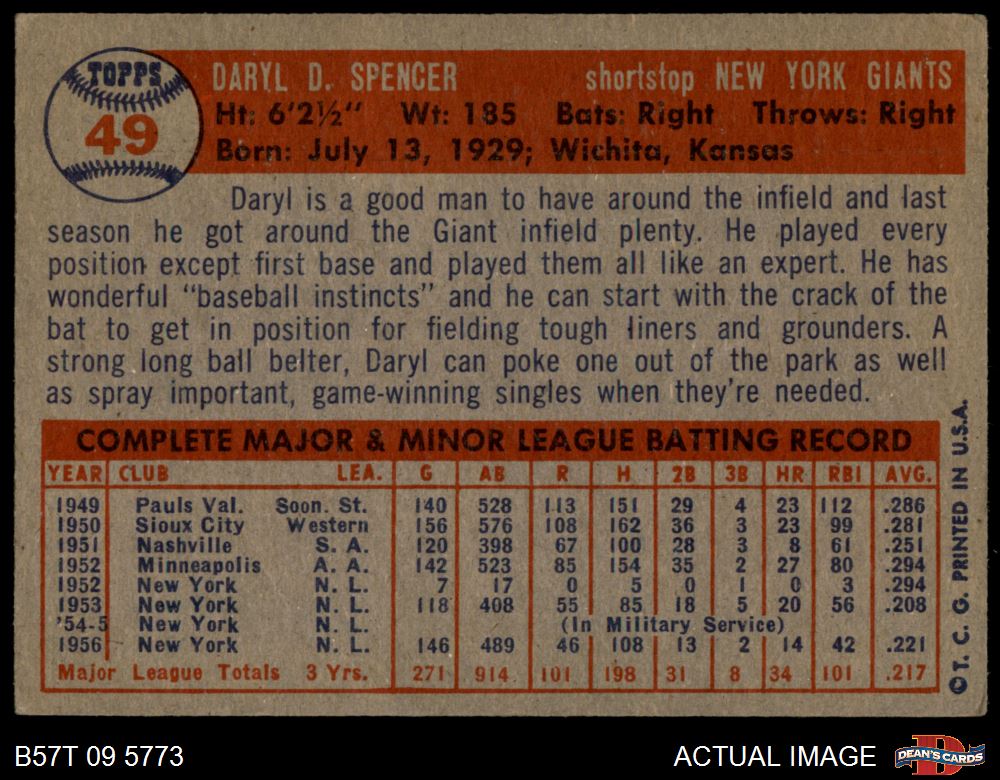 TOPPS
49
DARYL D. SPENCER shortstop NEW YORK GIANTS
Ht: 6'2½" Wt: 185 Bats: Right Throws: Right
Born: July 13, 1929; Wichita, Kansas
Daryl is a good man to have around the infield and last
season he got around the Giant infield plenty. He played every
position except first base and played them all like an expert. He has
wonderful "baseball instincts" and he can start with the crack of the
bat to get in position for fielding tough liners and grounders. A
strong long ball belter, Daryl can poke one out of the park as well
as spray important, game-winning singles when they're needed.
COMPLETE MAJOR & MINOR LEAGUE BATTING RECORD
YEAR CLUB LEA. G AB R H 2B 3B HR RBI AVG.
1949 Pauls Val. Soon. St. 140 528 113 151 29 4 23 112 .286
1950 Sioux City Western 156 576 108 162 36 3 23 99 .281
1951 Nashville S. A. 120 398 67 100 28 3 8 61 .251
1952 Minneapolis A. A. 142 523 85 154 35 2 27 80 .294
1952 New York N. L. 7 17 0 5 0 1 0 3 .294
1953 New York N. L. 118 408 55 85 18 5 20 56 .208
'54-5 New York N. L. (In Military Service)
1956 New York N. L. 146 489 46 108 13 2 14 42 .221
Major League Totals 3 Yrs. 271 914 101 198 31 8 34 101 .217
©T. C. G. PRINTED IN U.S.A.
B57T 09 5773 ACTUAL IMAGE DEAN'S CARDS